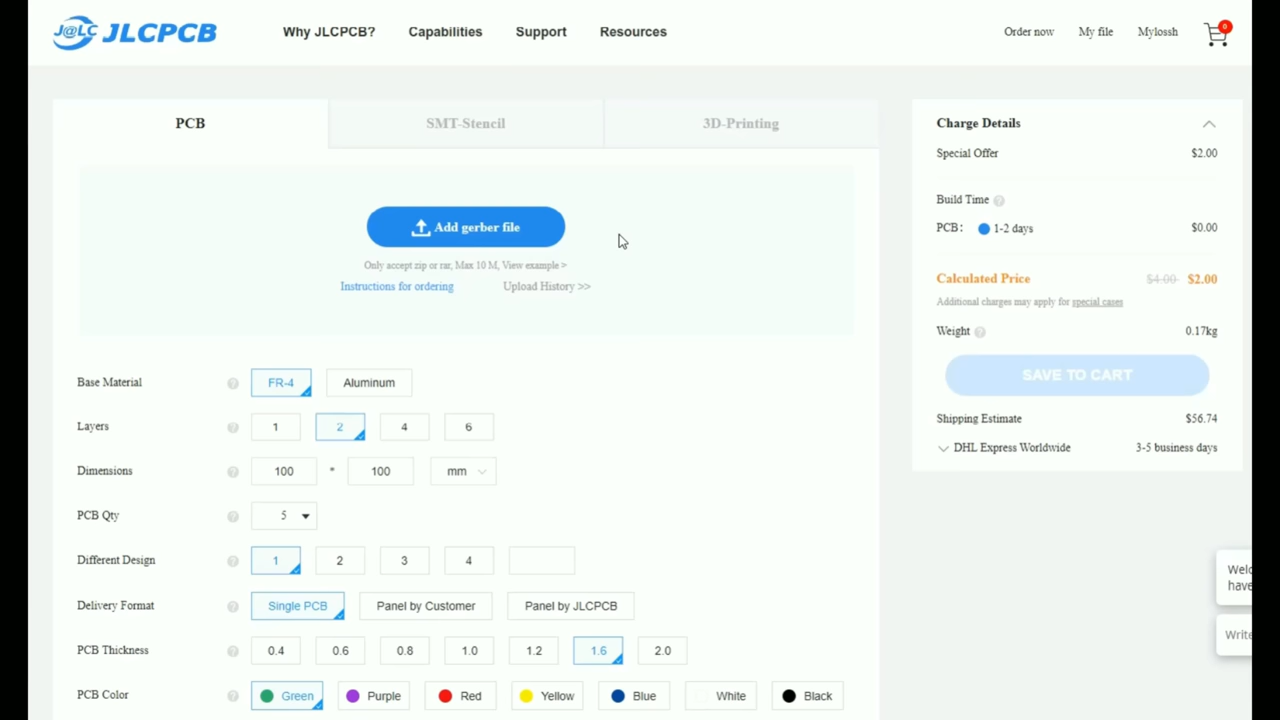 J@LC JLCPCB Why JLCPCB? Capabilities Support Resources Order now My file Mylossh 0
PCB SMT-Stencil 3D-Printing
Add gerber file
Only accept zip or rar, Max 10 M, View example >
Instructions for ordering Upload History >>
Base Material ? FR-4 Aluminum
Layers ? 1 2 4 6
Dimensions ? 100 * 100 mm
PCB Qty ? 5
Different Design ? 1 2 3 4
Delivery Format ? Single PCB Panel by Customer Panel by JLCPCB
PCB Thickness ? 0.4 0.6 0.8 1.0 1.2 1.6 2.0
PCB Color ? Green Purple Red Yellow Blue White Black
Charge Details
Special Offer $2.00
Build Time ?
PCB: 1-2 days $0.00
Calculated Price $4.00 $2.00
Additional charges may apply for special cases
Weight ? 0.17kg
SAVE TO CART
Shipping Estimate $56.74
DHL Express Worldwide 3-5 business days
Welc
have
Write